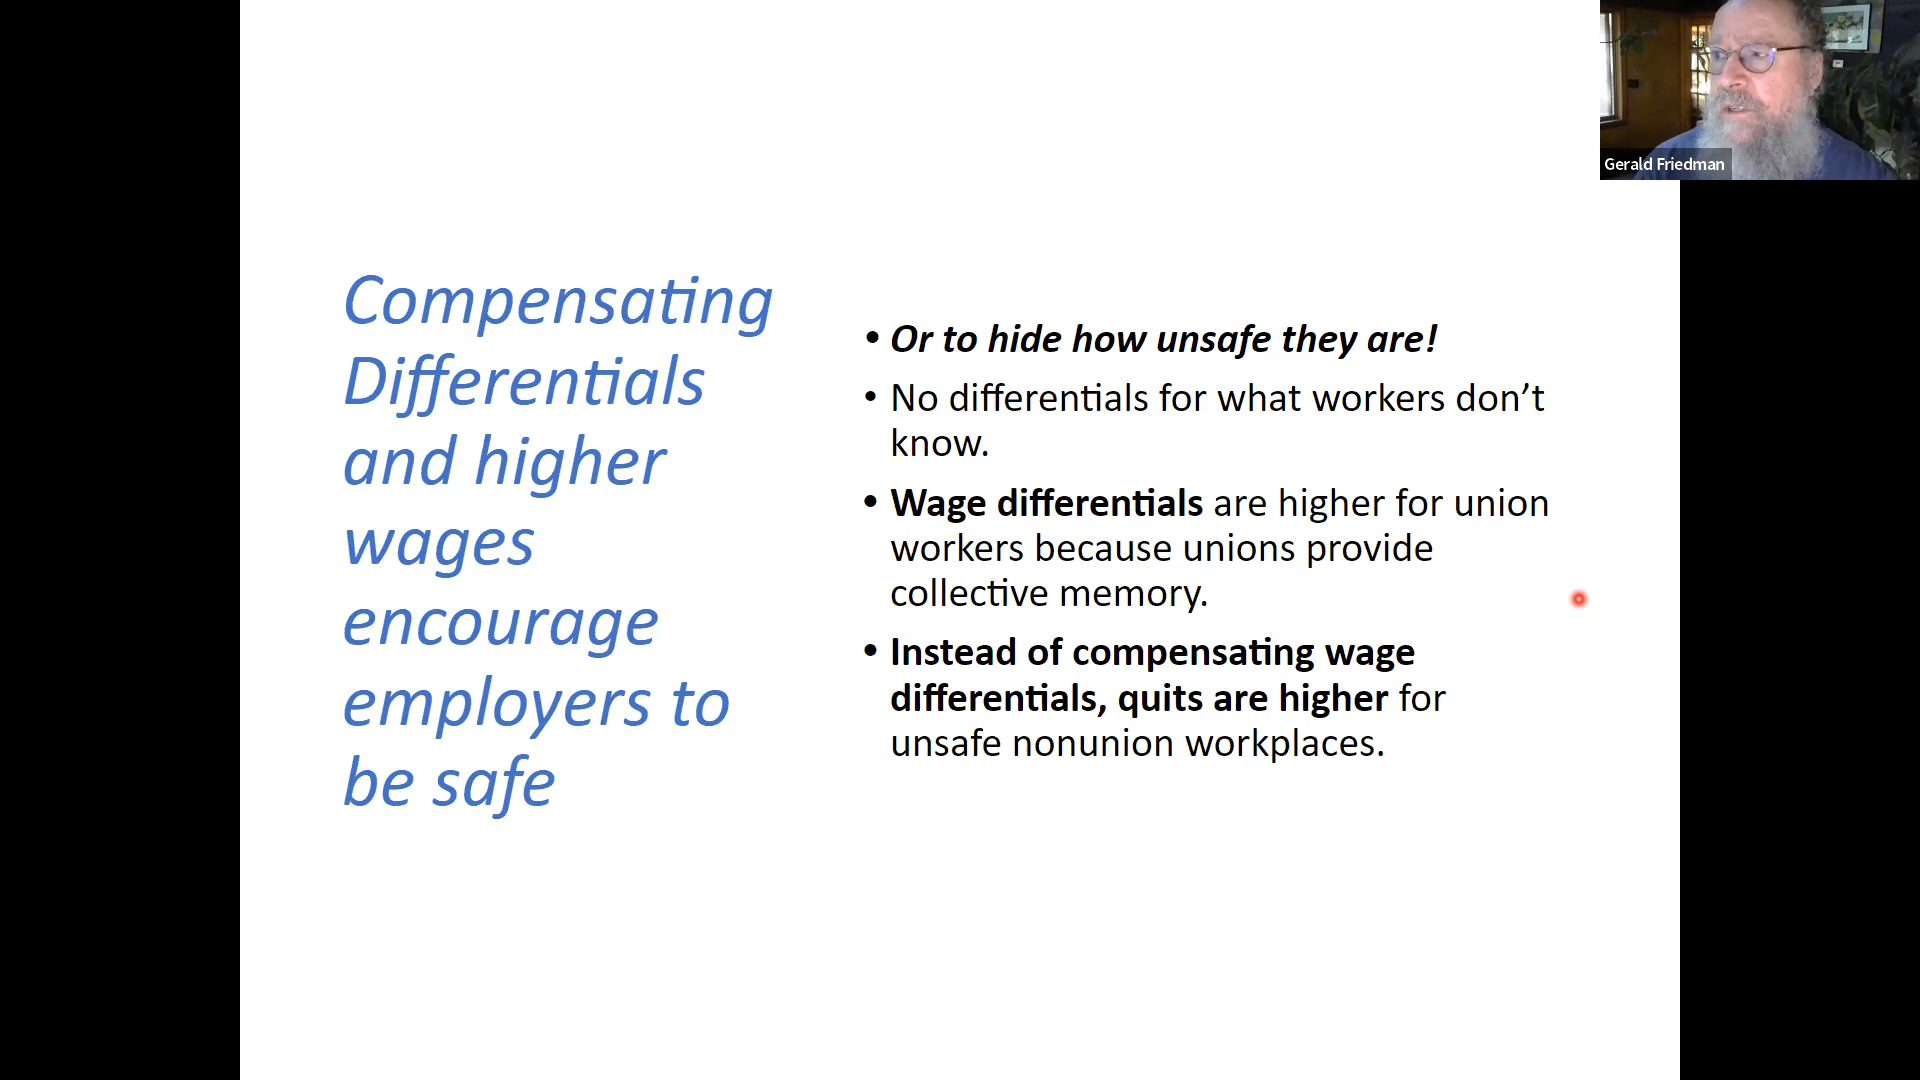 Gerald Friedman
Compensating
Differentials
and higher
wages
encourage
employers to
be safe
• Or to hide how unsafe they are!
• No differentials for what workers don’t
know.
• Wage differentials are higher for union
workers because unions provide
collective memory.
• Instead of compensating wage
differentials, quits are higher for
unsafe nonunion workplaces.